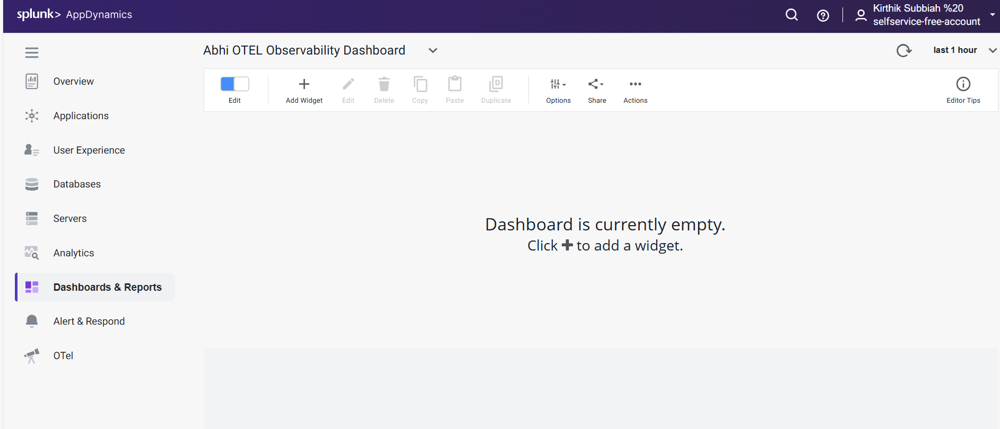 splunk> AppDynamics
Kirthik Subbiah %20
selfservice-free-account
Abhi OTEL Observability Dashboard
last 1 hour
Overview
Applications
User Experience
Databases
Servers
Analytics
Dashboards & Reports
Alert & Respond
OTel
Edit
Add Widget
Edit
Delete
Copy
Paste
D
Duplicate
Options
Share
Actions
Editor Tips
Dashboard is currently empty.
Click + to add a widget.